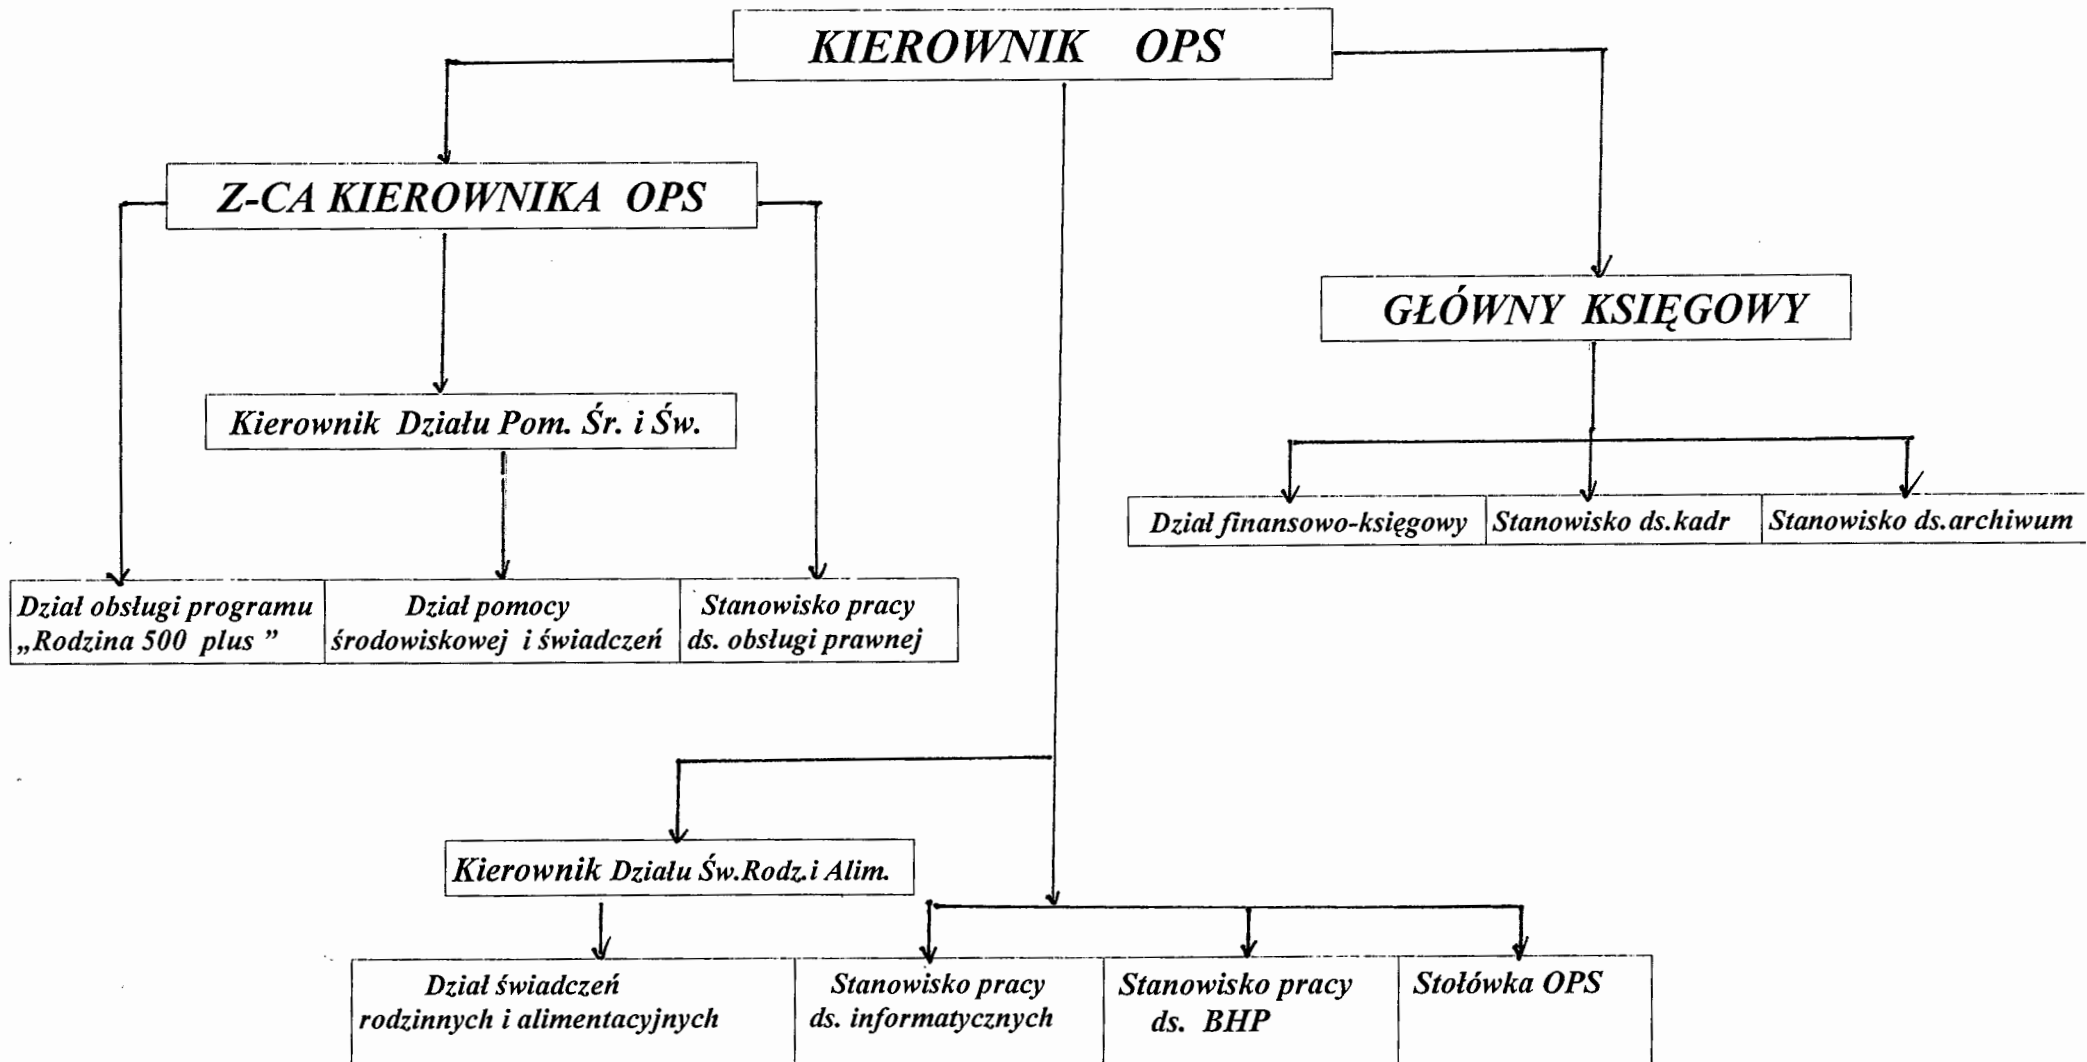 KIEROWNIK OPS
Z-CA KIEROWNIKA OPS
GŁÓWNY KSIĘGOWY
Kierownik Działu Pom. Śr. i Św.
Dział finansowo-księgowy
Stanowisko ds.kadr
Stanowisko ds.archiwum
Dział obsługi programu
„Rodzina 500 plus ”
Dział pomocy
środowiskowej i świadczeń
Stanowisko pracy
ds. obsługi prawnej
Kierownik Działu Św.Rodz.i Alim.
Dział świadczeń
rodzinnych i alimentacyjnych
Stanowisko pracy
ds. informatycznych
Stanowisko pracy
ds. BHP
Stołówka OPS